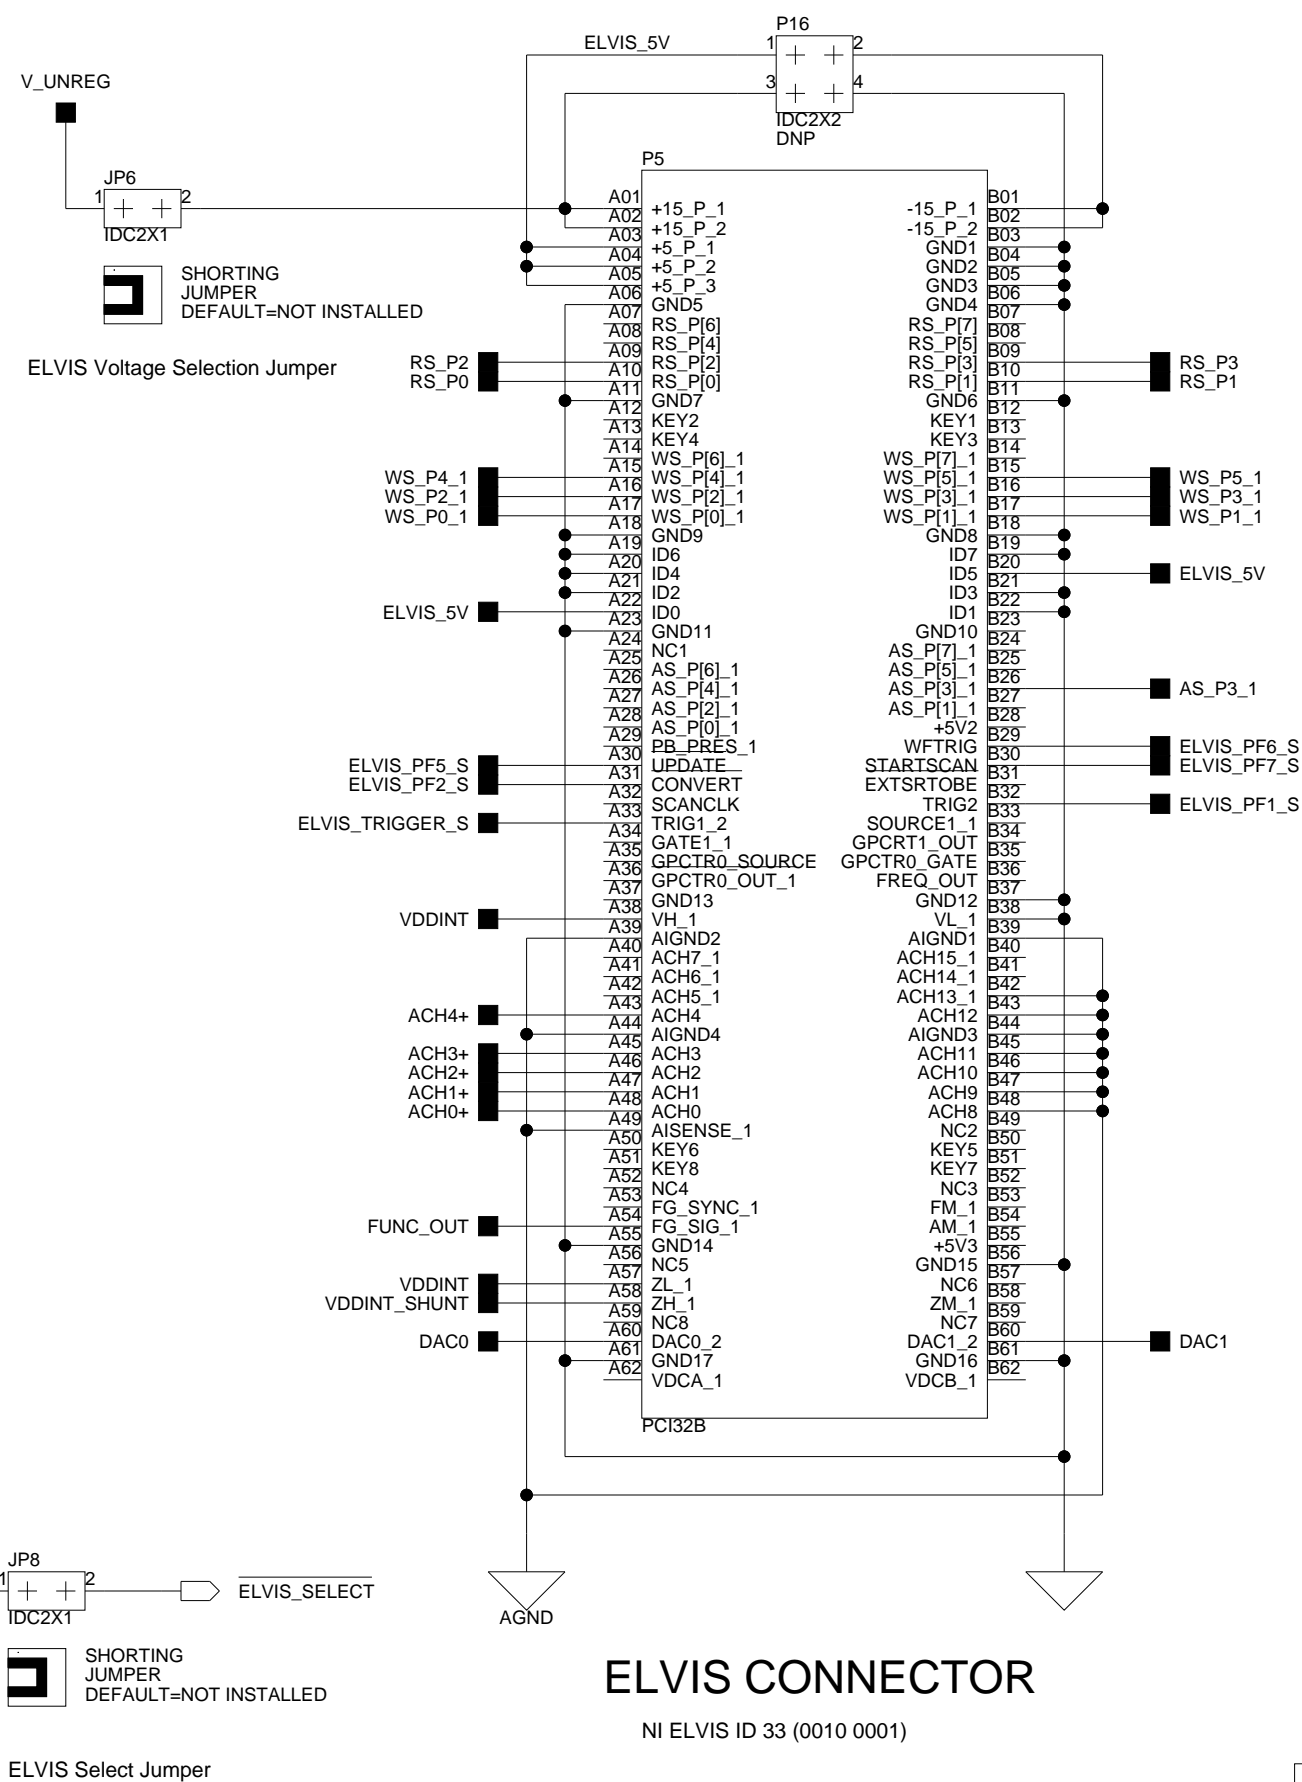 P16
ELVIS_5V
1 2
3 4
IDC2X2
DNP
V_UNREG
JP6
1 2
IDC2X1
SHORTING
JUMPER
DEFAULT=NOT INSTALLED
ELVIS Voltage Selection Jumper
P5
A01 +15_P_1 -15_P_1 B01
A02 +15_P_2 -15_P_2 B02
A03 +5_P_1 GND1 B03
A04 +5_P_2 GND2 B04
A05 +5_P_3 GND3 B05
A06 GND5 GND4 B06
A07 RS_P[6] RS_P[7] B07
A08 RS_P[4] RS_P[5] B08
RS_P2 A09 RS_P[2] RS_P[3] B09 RS_P3
RS_P0 A10 RS_P[0] RS_P[1] B10 RS_P1
A11 GND7 GND6 B11
A12 KEY2 KEY1 B12
A13 KEY4 KEY3 B13
A14 WS_P[6]_1 WS_P[7]_1 B14
WS_P4_1 A15 WS_P[4]_1 WS_P[5]_1 B15 WS_P5_1
WS_P2_1 A16 WS_P[2]_1 WS_P[3]_1 B16 WS_P3_1
WS_P0_1 A17 WS_P[0]_1 WS_P[1]_1 B17 WS_P1_1
A18 GND9 GND8 B18
A19 ID6 ID7 B19
A20 ID4 ID5 B20 ELVIS_5V
A21 ID2 ID3 B21
ELVIS_5V A22 ID0 ID1 B22
A23 GND11 GND10 B23
A24 NC1 AS_P[7]_1 B24
A25 AS_P[6]_1 AS_P[5]_1 B25
A26 AS_P[4]_1 AS_P[3]_1 B26 AS_P3_1
A27 AS_P[2]_1 AS_P[1]_1 B27
A28 AS_P[0]_1 +5V2 B28
A29 PB_PRES_1 WFTRIG B29 ELVIS_PF6_S
ELVIS_PF5_S A30 UPDATE STARTSCAN B30 ELVIS_PF7_S
ELVIS_PF2_S A31 CONVERT EXTSRTOBE B31
A32 SCANCLK TRIG2 B32 ELVIS_PF1_S
ELVIS_TRIGGER_S A33 TRIG1_2 SOURCE1_1 B33
A34 GATE1_1 GPCRT1_OUT B34
A35 GPCTR0_SOURCE GPCTR0_GATE B35
A36 GPCTR0_OUT_1 FREQ_OUT B36
A37 GND13 GND12 B37
VDDINT A38 VH_1 VL_1 B38
A39 AIGND2 AIGND1 B39
A40 ACH7_1 ACH15_1 B40
A41 ACH6_1 ACH14_1 B41
A42 ACH5_1 ACH13_1 B42
ACH4+ A43 ACH4 ACH12 B43
A44 AIGND4 AIGND3 B44
ACH3+ A45 ACH3 ACH11 B45
ACH2+ A46 ACH2 ACH10 B46
ACH1+ A47 ACH1 ACH9 B47
ACH0+ A48 ACH0 ACH8 B48
A49 AISENSE_1 NC2 B49
A50 KEY6 KEY5 B50
A51 KEY8 KEY7 B51
A52 NC4 NC3 B52
A53 FG_SYNC_1 FM_1 B53
FUNC_OUT A54 FG_SIG_1 AM_1 B54
A55 GND14 +5V3 B55
A56 NC5 GND15 B56
VDDINT A57 ZL_1 NC6 B57
VDDINT_SHUNT A58 ZH_1 ZM_1 B58
A59 NC8 NC7 B59
DAC0 A60 DAC0_2 DAC1_2 B60 DAC1
A61 GND17 GND16 B61
A62 VDCA_1 VDCB_1 B62
PCI32B
JP8
1 2
IDC2X1
ELVIS_SELECT
AGND
SHORTING
JUMPER
DEFAULT=NOT INSTALLED
ELVIS CONNECTOR
NI ELVIS ID 33 (0010 0001)
ELVIS Select Jumper